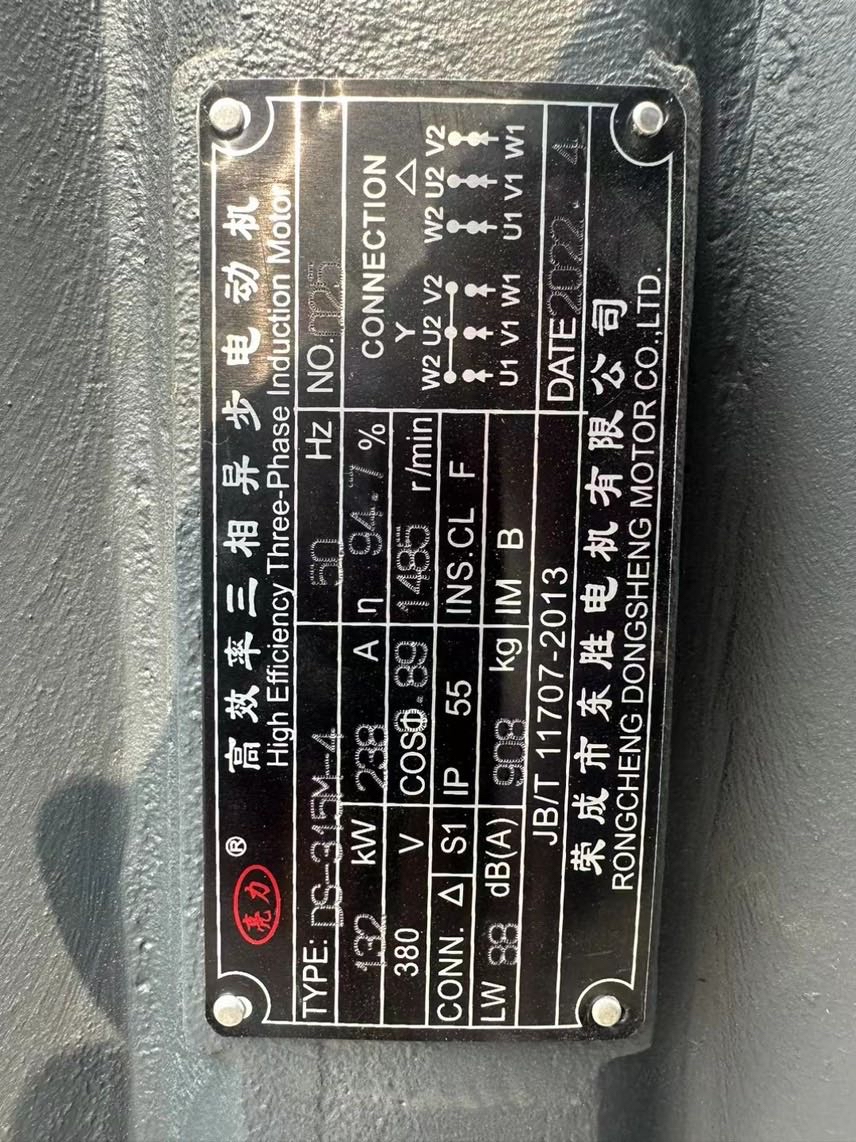 亮力 ® 高效率三相异步电动机
High Efficiency Three-Phase Induction Motor
TYPE: DS-315M-4 50 Hz NO. 025
132 kW 238 A η 94.7 %
380 V COSΦ .88 1485 r/min
CONN. △ S1 IP 55 INS.CL F
LW 88 dB(A) 908 kg IM B
JB/T 11707-2013
CONNECTION
Y △
W2 U2 V2 W2 U2 V2
U1 V1 W1 U1 V1 W1
DATE 2022.4
荣成市东胜电机有限公司
RONGCHENG DONGSHENG MOTOR CO.,LTD.